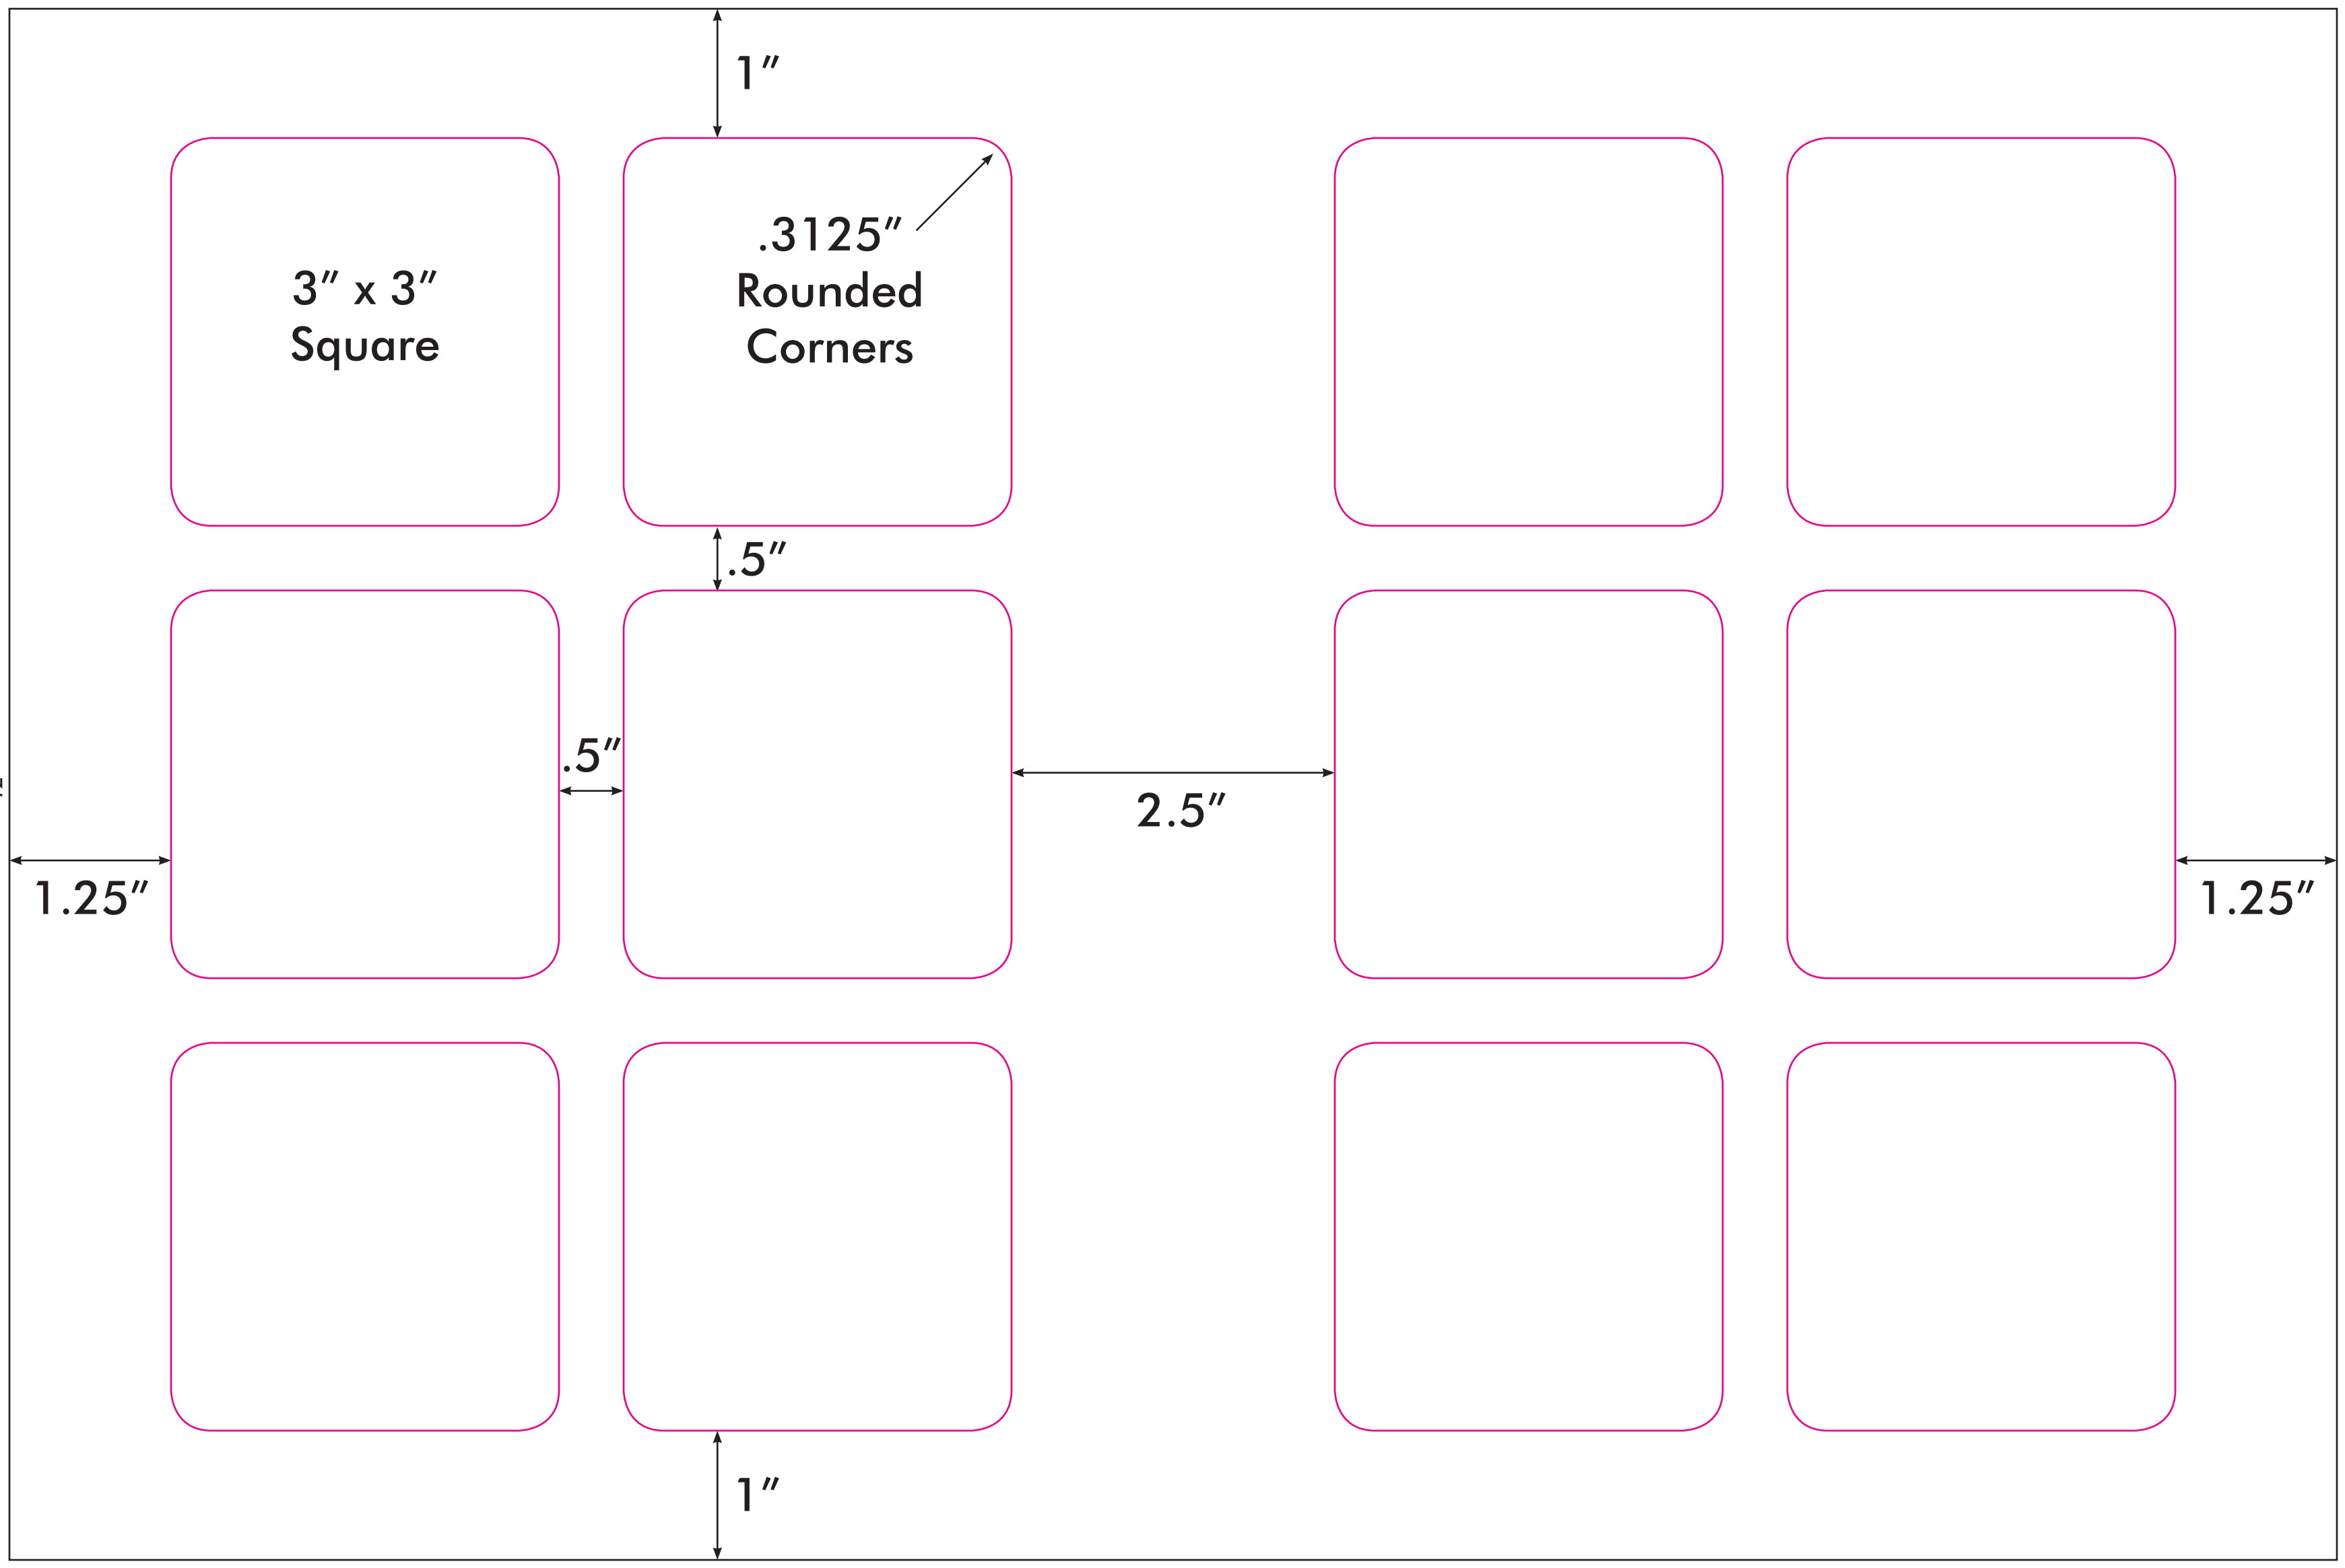 1”
3” x 3”
Square
.3125”
Rounded
Corners
.5”
.5”
2.5”
1.25”
1.25”
1”